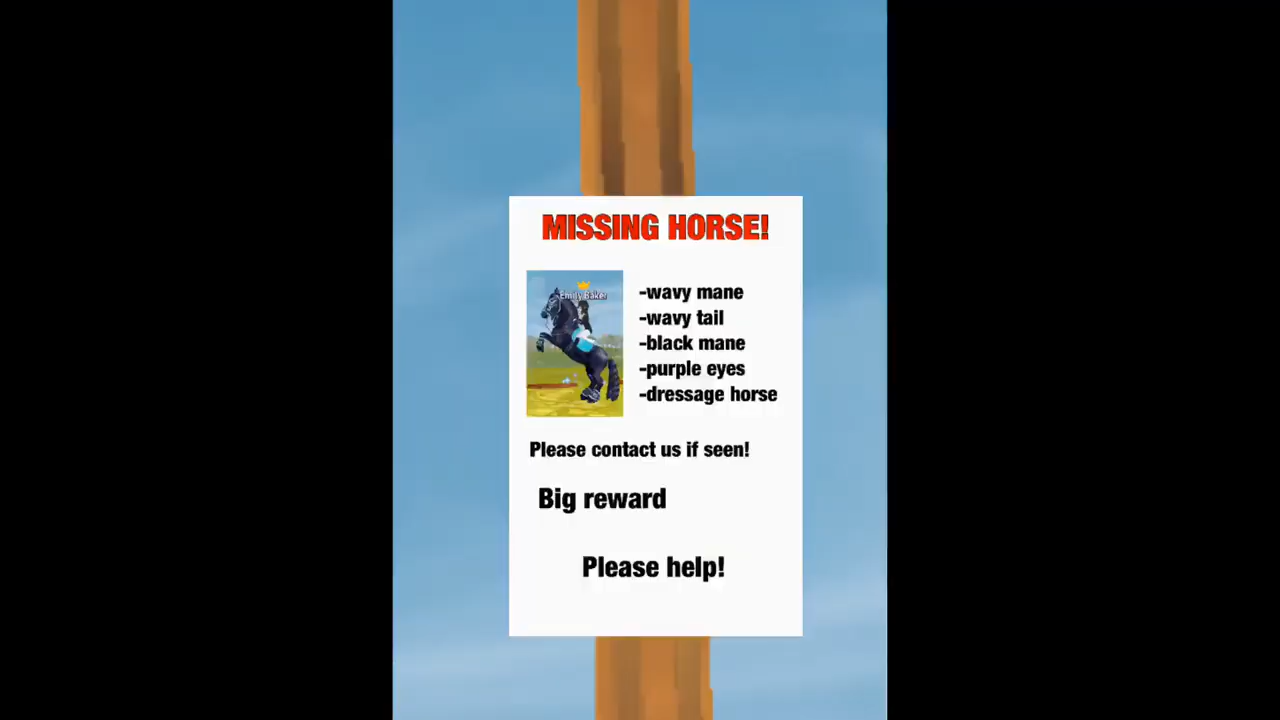 MISSING HORSE!
Emily Baker
-wavy mane
-wavy tail
-black mane
-purple eyes
-dressage horse
Please contact us if seen!
Big reward
Please help!